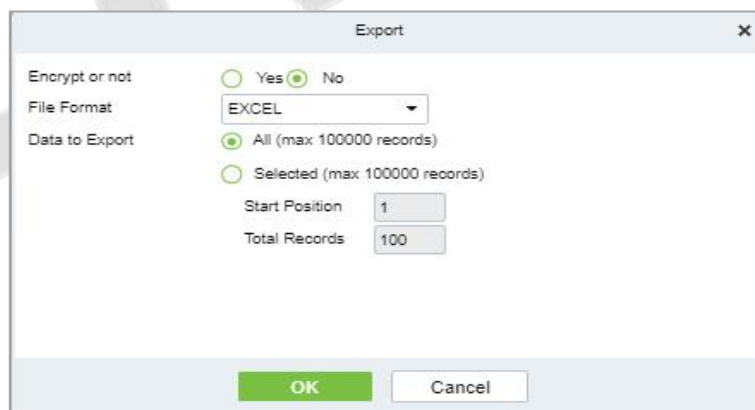 Export
Encrypt or not Yes No
File Format EXCEL
Data to Export All (max 100000 records)
Selected (max 100000 records)
Start Position 1
Total Records 100
OK Cancel